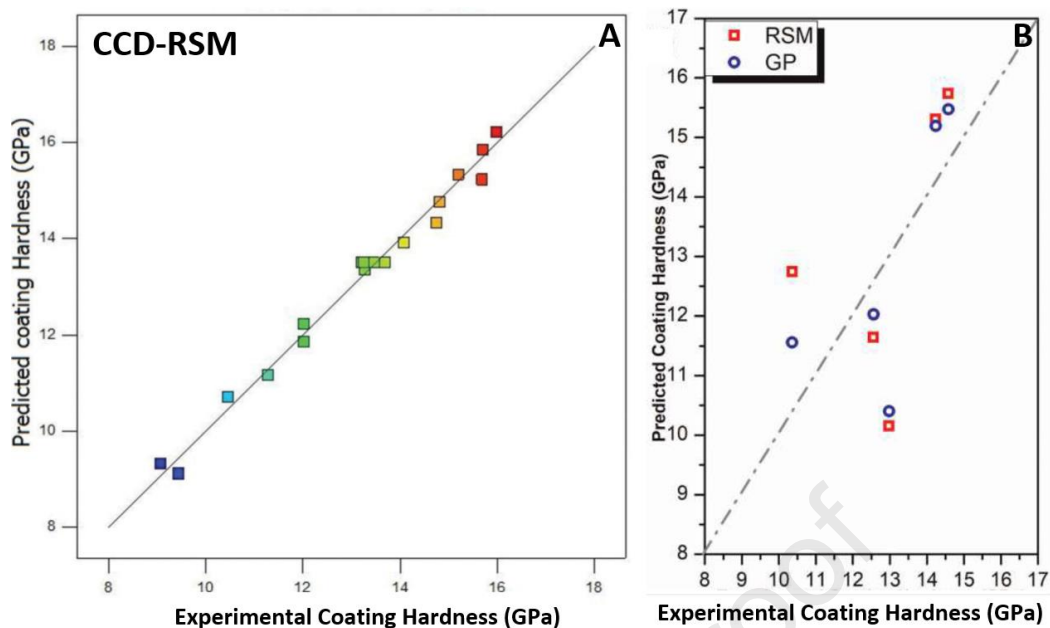 CCD-RSM
A
18
16
14
12
10
8
Predicted coating Hardness (GPa)
8 10 12 14 16 18
Experimental Coating Hardness (GPa)
B
RSM
GP
17
16
15
14
13
12
11
10
9
8
Predicted Coating Hardness (GPa)
8 9 10 11 12 13 14 15 16 17
Experimental Coating Hardness (GPa)
oof